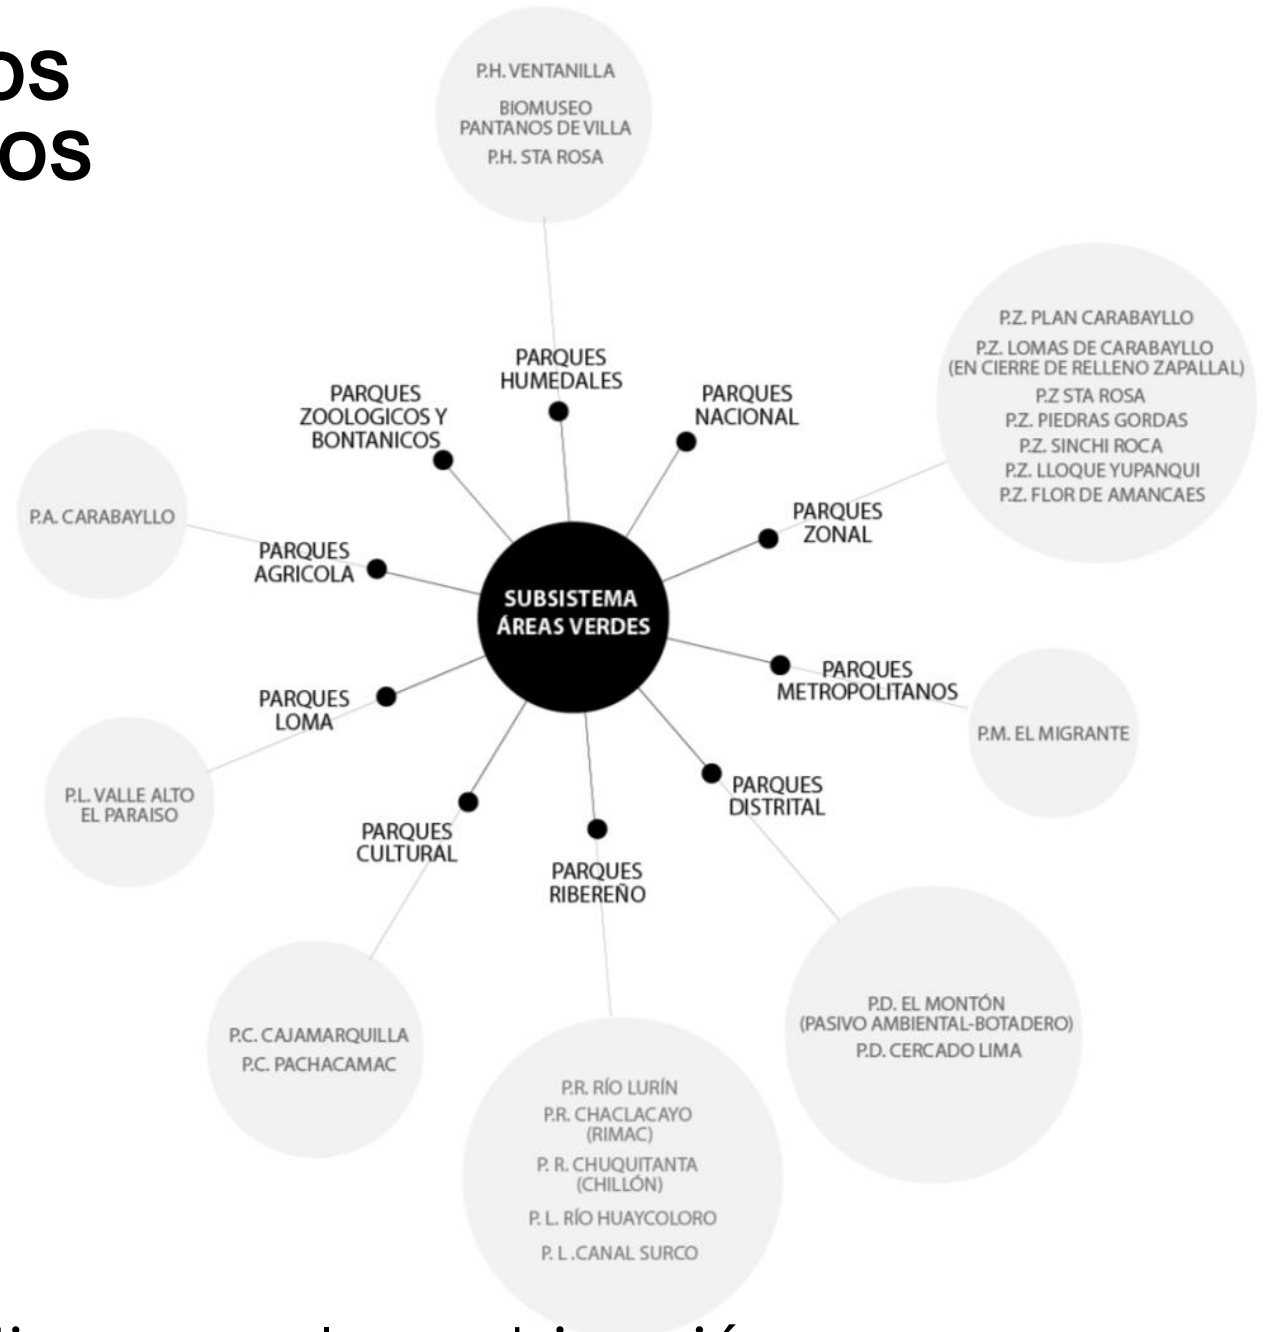 OS
OS
P.H. VENTANILLA
BIOMUSEO
PANTANOS DE VILLA
P.H. STA ROSA
P.Z. PLAN CARABAYLLO
P.Z. LOMAS DE CARABAYLLO
(EN CIERRE DE RELLENO ZAPALLAL)
P.Z STA ROSA
P.Z. PIEDRAS GORDAS
P.Z. SINCHI ROCA
P.Z. LLOQUE YUPANQUI
P.Z. FLOR DE AMANCAES
PARQUES
HUMEDALES
PARQUES
ZOOLOGICOS Y
BONTANICOS
PARQUES
NACIONAL
P.A. CARABAYLLO
PARQUES
AGRICOLA
PARQUES
ZONAL
SUBSISTEMA
ÁREAS VERDES
PARQUES
LOMA
PARQUES
METROPOLITANOS
P.M. EL MIGRANTE
P.L. VALLE ALTO
EL PARAISO
PARQUES
CULTURAL
PARQUES
RIBEREÑO
PARQUES
DISTRITAL
P.C. CAJAMARQUILLA
P.C. PACHACAMAC
P.D. EL MONTÓN
(PASIVO AMBIENTAL-BOTADERO)
P.D. CERCADO LIMA
P.R. RÍO LURÍN
P.R. CHACLACAYO
(RIMAC)
P. R. CHUQUITANTA
(CHILLÓN)
P. L. RÍO HUAYCOLORO
P. L .CANAL SURCO